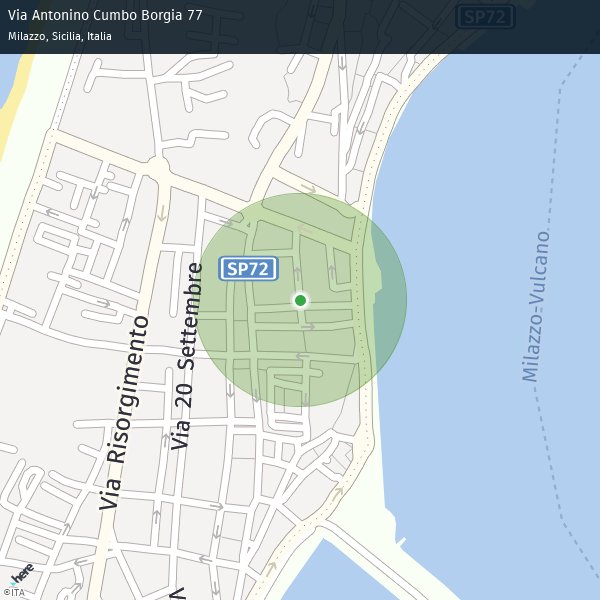 Via Antonino Cumbo Borgia 77
Milazzo, Sicilia, Italia
SP72
SP72
Milazzo-Vulcano
Via 20 Settembre
Via Risorgimento
V
here
©ITA